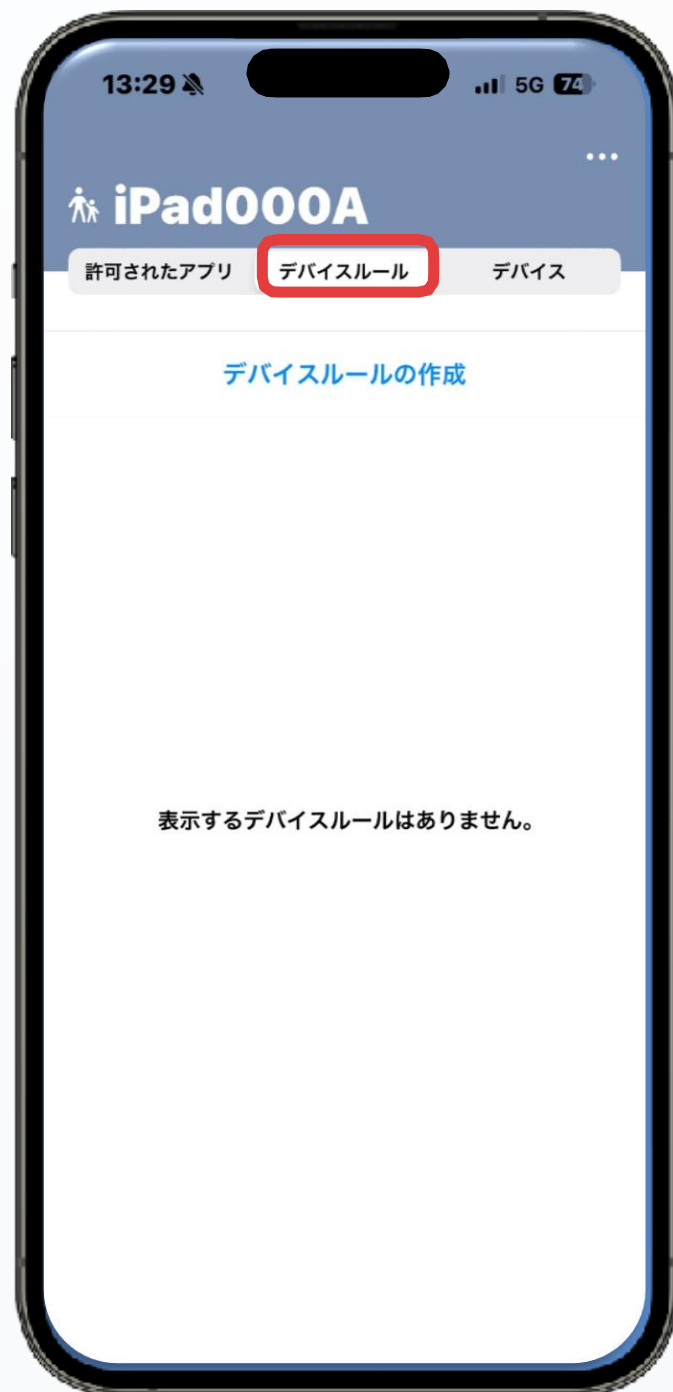 13:29
5G 74
iPad000A
許可されたアプリ デバイスルール デバイス
デバイスルールの作成
表示するデバイスルールはありません。